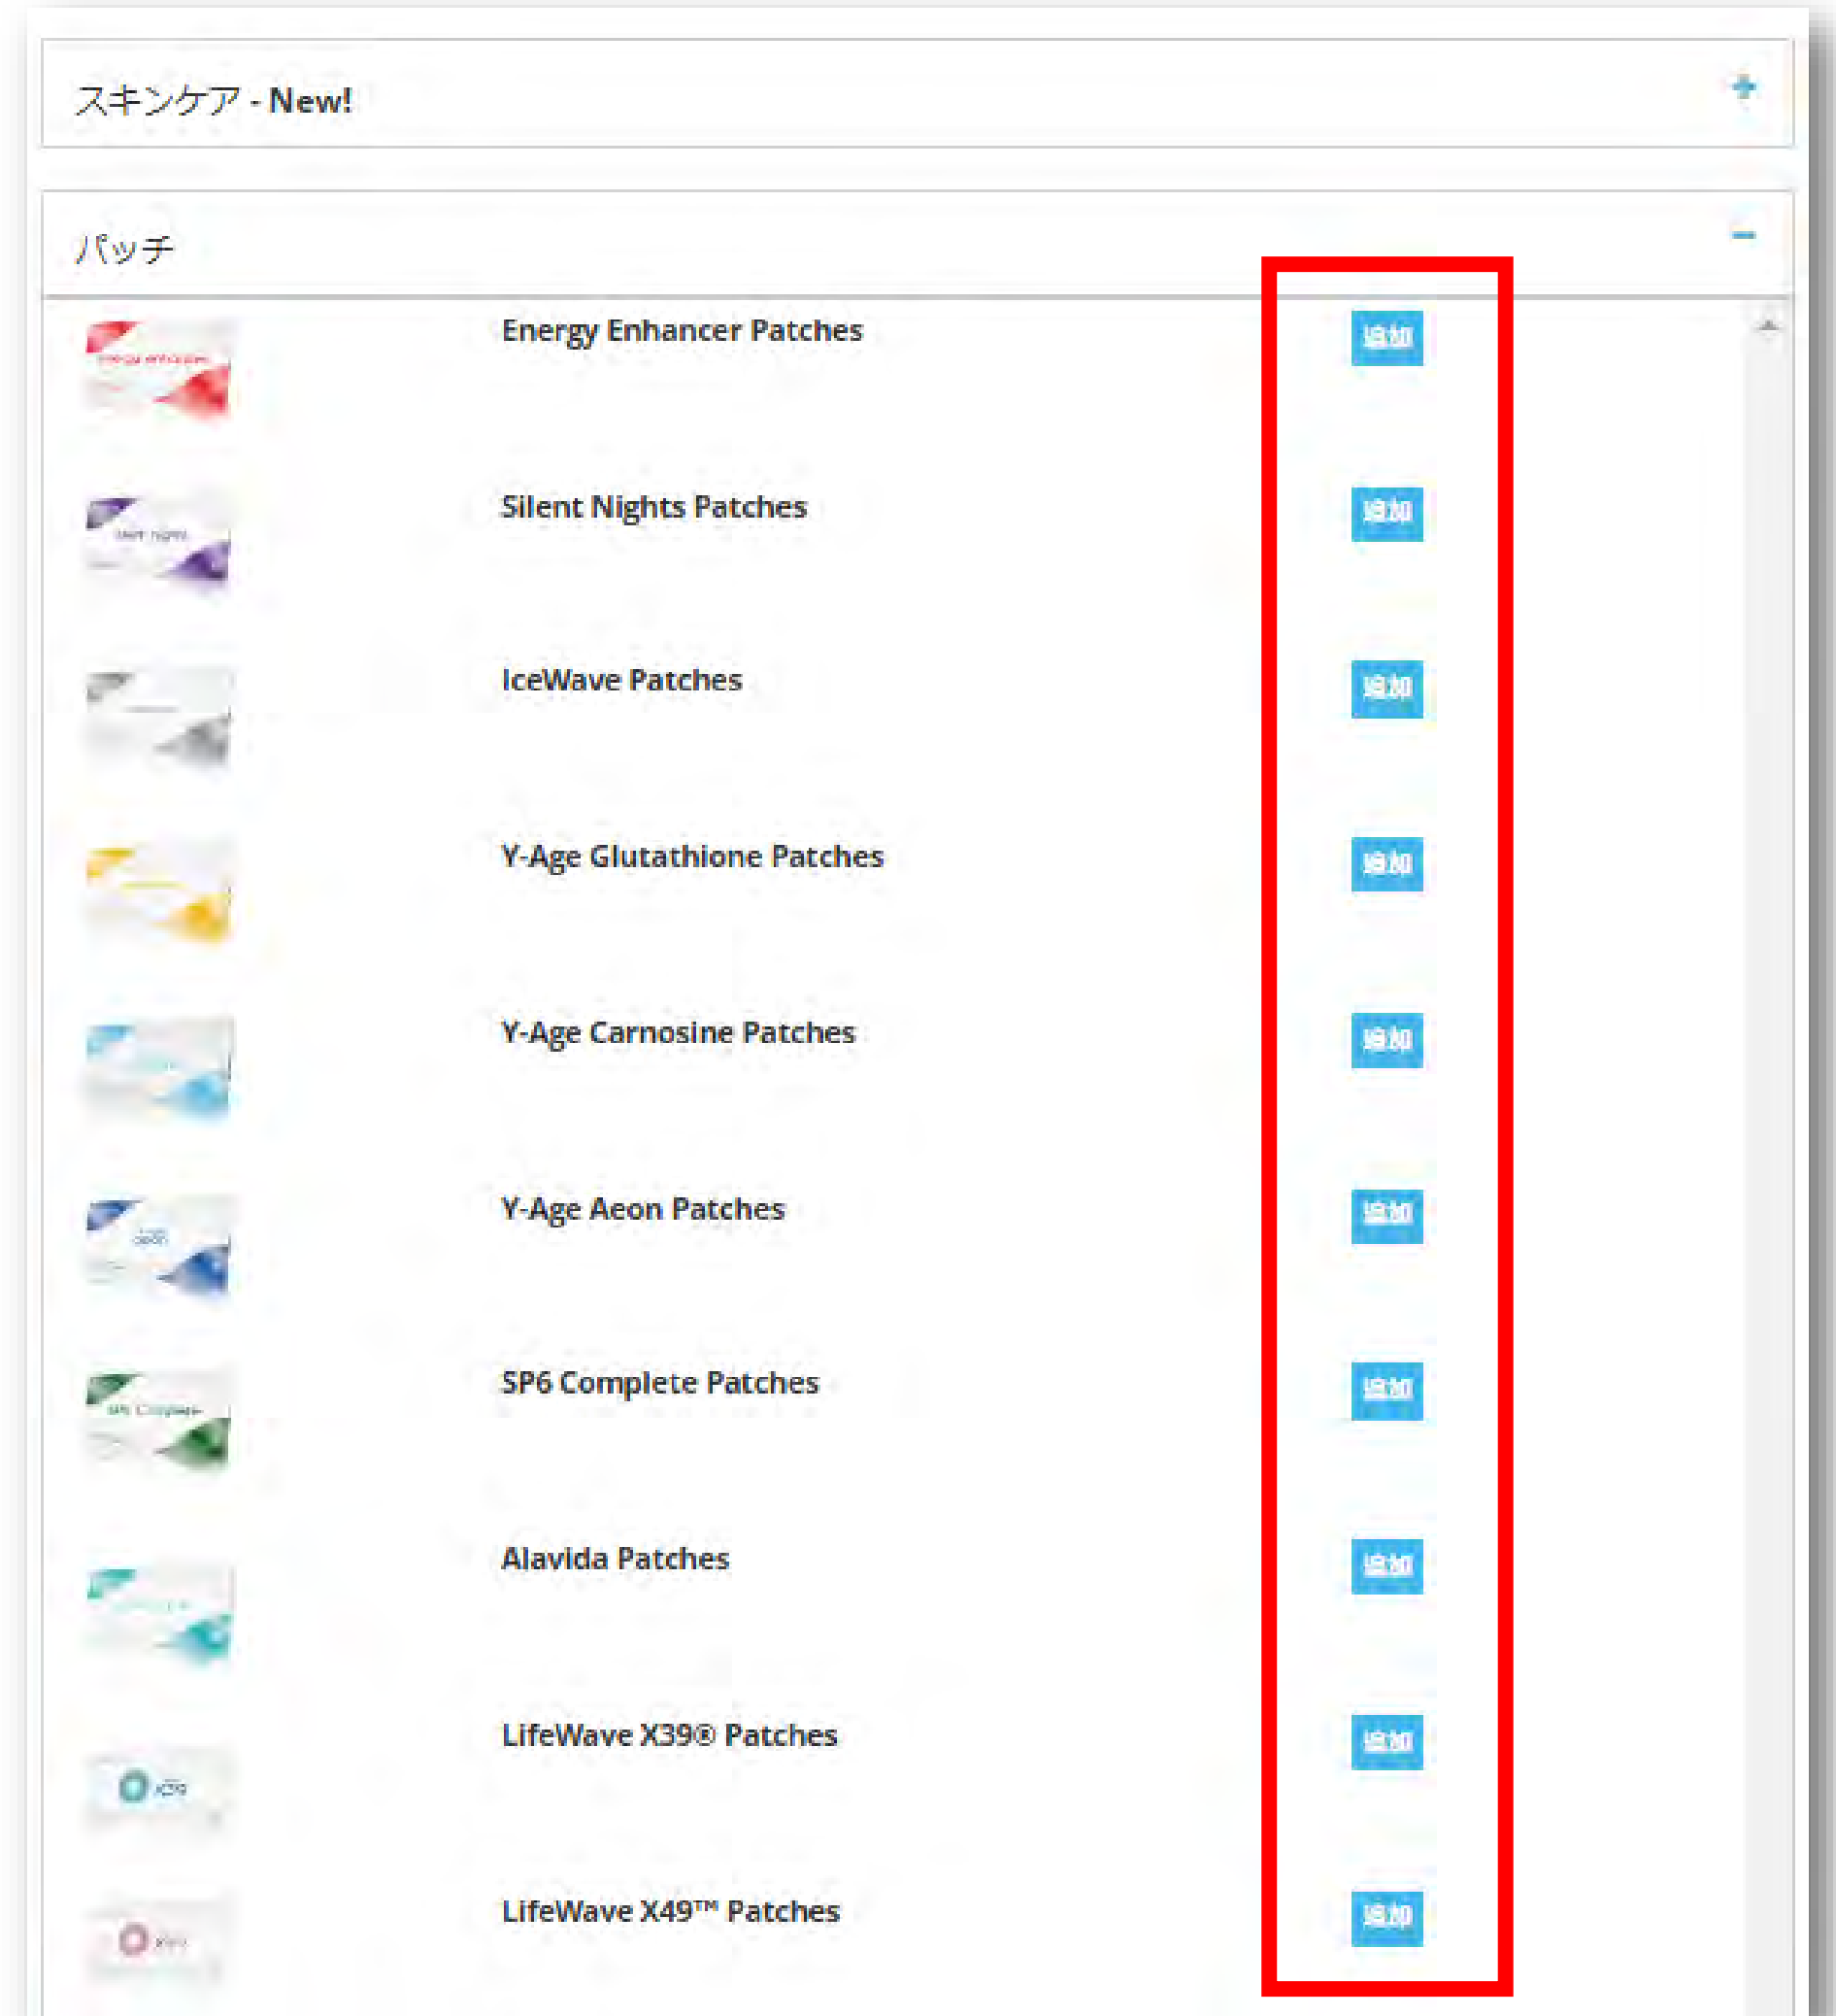 スキンケア - New!
パッチ
Energy Enhancer Patches
追加
Silent Nights Patches
追加
IceWave Patches
追加
Y-Age Glutathione Patches
追加
Y-Age Carnosine Patches
追加
Y-Age Aeon Patches
追加
SP6 Complete Patches
追加
Alavida Patches
追加
LifeWave X39® Patches
追加
X39
LifeWave X49™ Patches
追加